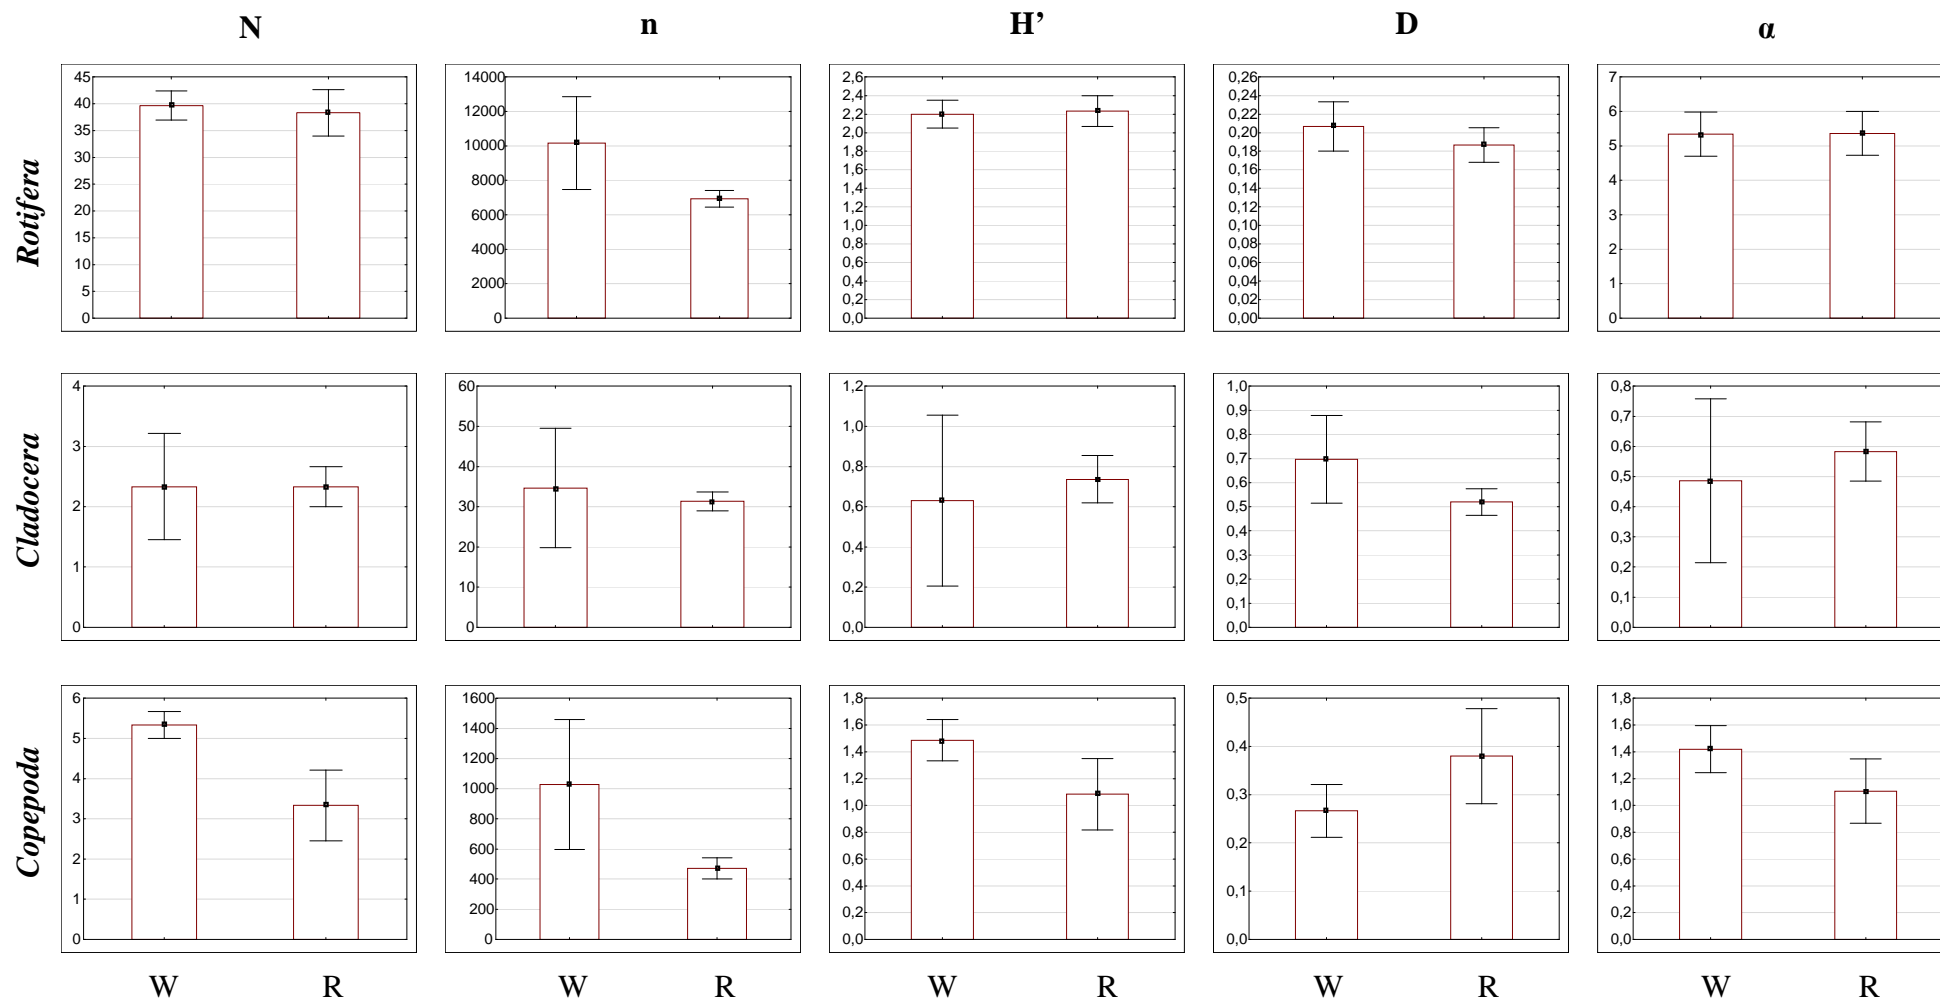 N n H’ D α
Rotifera
45 40 35 30 25 20 15 10 5 0
14000 12000 10000 8000 6000 4000 2000 0
2,6 2,4 2,2 2,0 1,8 1,6 1,4 1,2 1,0 0,8 0,6 0,4 0,2 0,0
0,26 0,24 0,22 0,20 0,18 0,16 0,14 0,12 0,10 0,08 0,06 0,04 0,02 0,00
7 6 5 4 3 2 1 0
Cladocera
4 3 2 1 0
60 50 40 30 20 10 0
1,2 1,0 0,8 0,6 0,4 0,2 0,0
1,0 0,9 0,8 0,7 0,6 0,5 0,4 0,3 0,2 0,1 0,0
0,8 0,7 0,6 0,5 0,4 0,3 0,2 0,1 0,0
Copepoda
6 5 4 3 2 1 0
1600 1400 1200 1000 800 600 400 200 0
1,8 1,6 1,4 1,2 1,0 0,8 0,6 0,4 0,2 0,0
0,5 0,4 0,3 0,2 0,1 0,0
1,8 1,6 1,4 1,2 1,0 0,8 0,6 0,4 0,2 0,0
W R W R W R W R W R